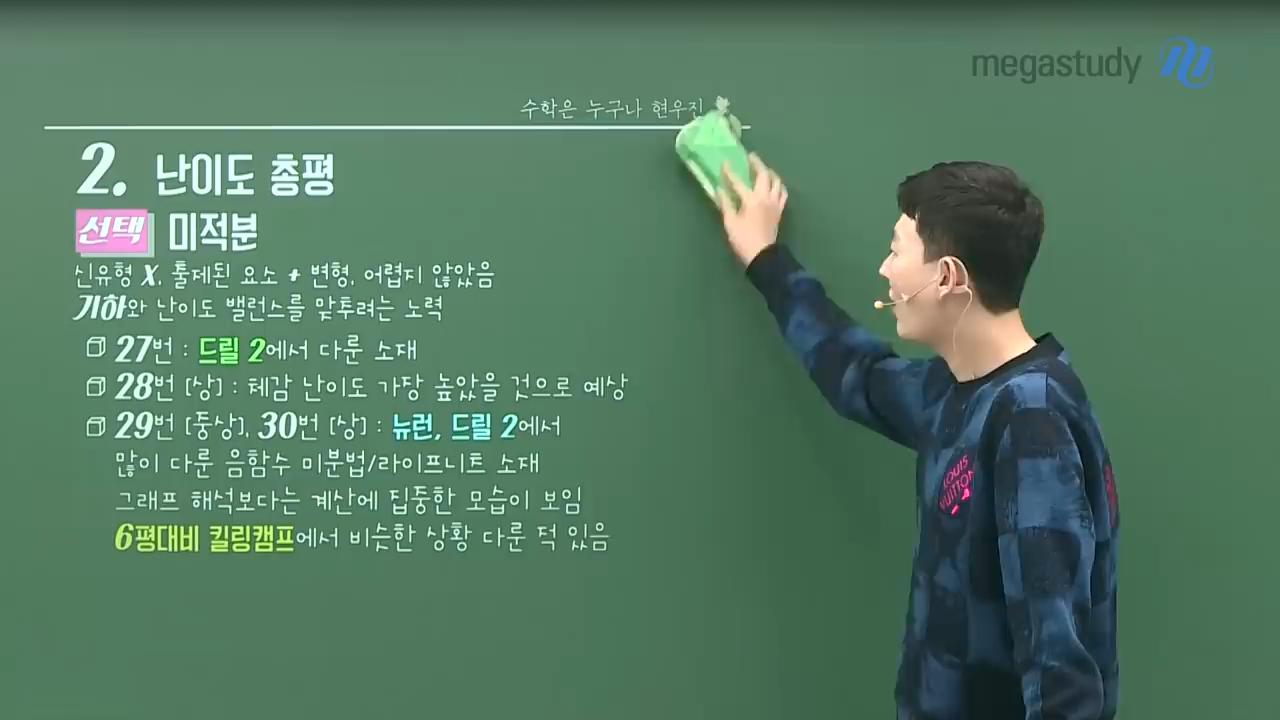 megastudy
수학은 누구나 현우진
2. 난이도 총평
선택 미적분
신유형 X, 출제된 요소 + 변형, 어렵지 않았음
기하와 난이도 밸런스를 맞추려는 노력
27번 : 드릴 2에서 다룬 소재
28번 [상] : 체감 난이도 가장 높았을 것으로 예상
29번 [중상], 30번 [상] : 뉴런, 드릴 2에서
많이 다룬 음함수 미분법/라이프니트 소재
그래프 해석보다는 계산에 집중한 모습이 보임
6평대비 킬링캠프에서 비슷한 상황 다룬 적 있음
LOUIS
VUITTON